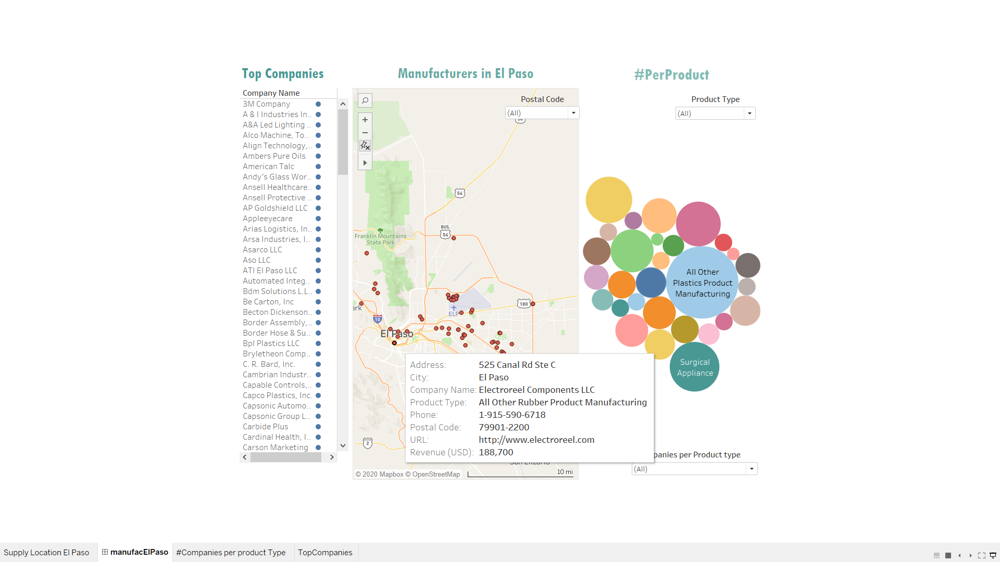 Top Companies
Company Name
3M Company
A & I Industries In..
A&A Led Lighting ..
Alco Machine, To..
Align Technology,..
Ambers Pure Oils
American Talc
Andy's Glass Wor..
Ansell Healthcare..
Ansell Protective ..
AP Goldshield LLC
Appleeyecare
Arias Logistics, In..
Arsa Industries, I..
Asarco LLC
Aso LLC
ATI El Paso LLC
Automated Integ..
Bdm Solutions L.L..
Be Carton, Inc
Becton Dickenson..
Border Assembly,..
Border Hose & Su..
Bpl Plastics LLC
Bryletheon Comp..
C. R. Bard, Inc.
Cambrian Industr..
Capable Controls,..
Capco Plastics, Inc.
Capsonic Automo..
Capsonic Group L..
Carbide Plus
Cardinal Health, I..
Carson Marketing
Manufacturers in El Paso
Postal Code
(All)
54
54
BUS.
54
Franklin Mountains
State Park
180
ELP
ark
10
El Paso
2
San Elizario
© 2020 Mapbox © OpenStreetMap
10 mi
Address: 525 Canal Rd Ste C
City: El Paso
Company Name: Electroreel Components LLC
Product Type: All Other Rubber Product Manufacturing
Phone: 1-915-590-6718
Postal Code: 79901-2200
URL: http://www.electroreel.com
Revenue (USD): 188,700
#PerProduct
Product Type
(All)
All Other
Plastics Product
Manufacturing
Surgical
Appliance
panies per Product type
(All)
Supply Location El Paso
manufacElPaso
#Companies per product Type
TopCompanies